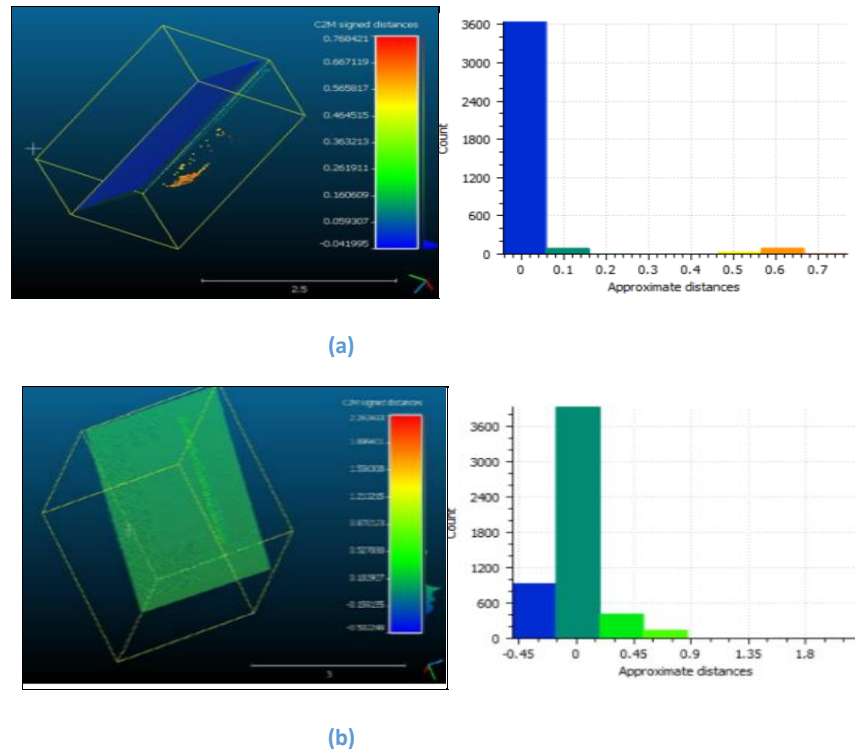 C2M signed distances
0.768421
0.667119
0.565817
0.464515
0.363213
0.261911
0.160609
0.059307
-0.041995
2.5
3600
3000
2400
1800
1200
600
0
Count
0 0.1 0.2 0.3 0.4 0.5 0.6 0.7
Approximate distances
(a)
C2M signed distances
3
3600
3000
2400
1800
1200
600
0
Count
-0.45 0 0.45 0.9 1.35 1.8
Approximate distances
(b)